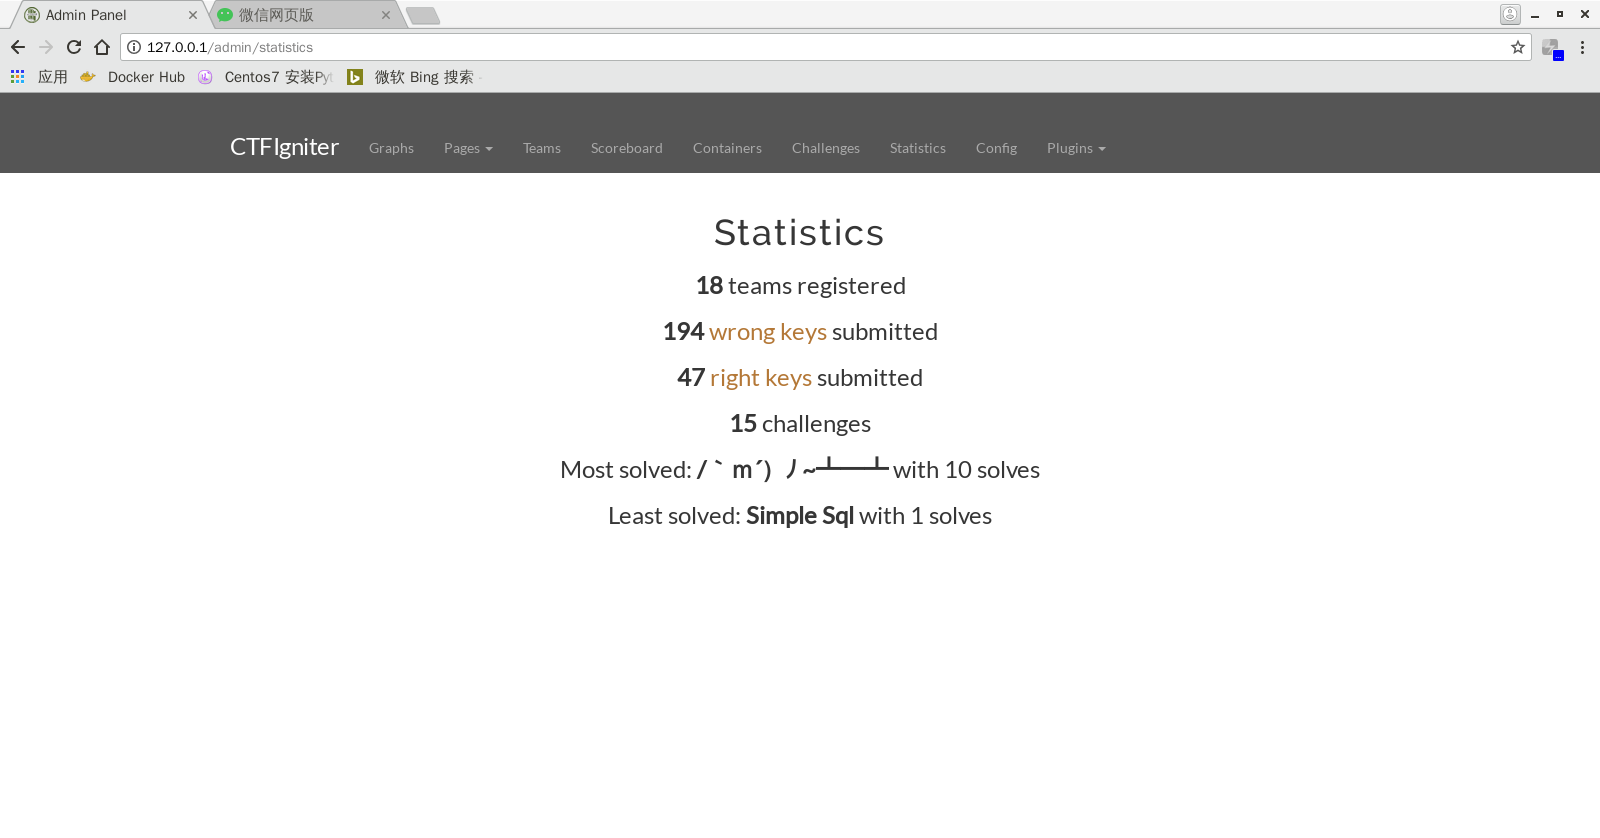 Admin Panel
微信网页版
127.0.0.1/admin/statistics
应用
Docker Hub
Centos7 安装Pyt
微软 Bing 搜索 -
CTFIgniter
Graphs
Pages
Teams
Scoreboard
Containers
Challenges
Statistics
Config
Plugins
Statistics
18 teams registered
194 wrong keys submitted
47 right keys submitted
15 challenges
Most solved: /｀m´）ﾉ ~┻━┻ with 10 solves
Least solved: Simple Sql with 1 solves